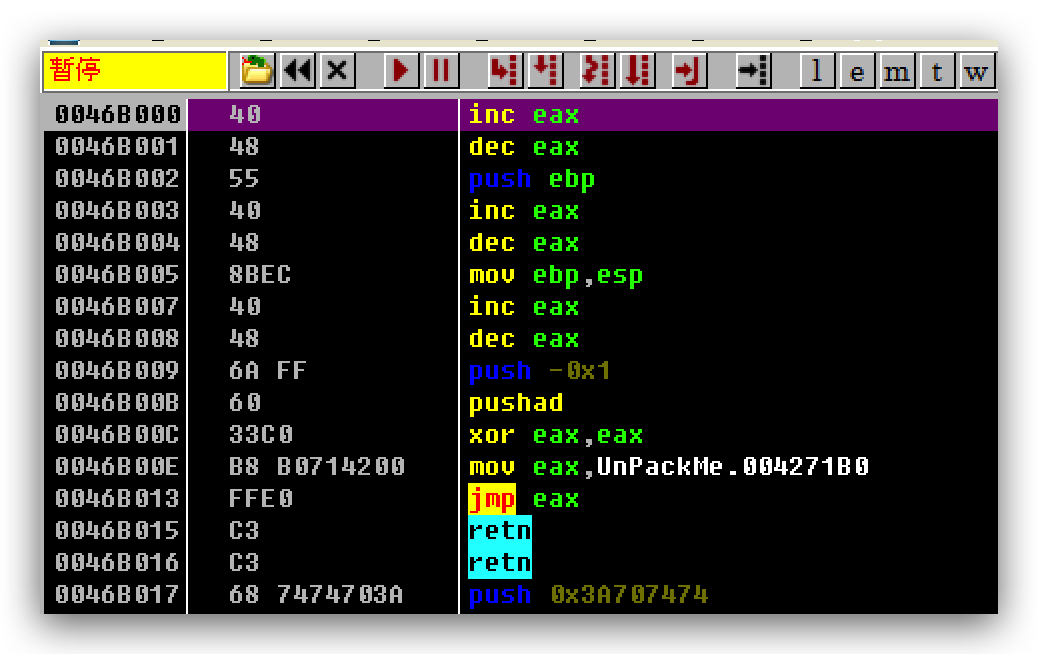 暂停 l e m t w
0046B000 40 inc eax
0046B001 48 dec eax
0046B002 55 push ebp
0046B003 40 inc eax
0046B004 48 dec eax
0046B005 8BEC mov ebp,esp
0046B007 40 inc eax
0046B008 48 dec eax
0046B009 6A FF push -0x1
0046B00B 60 pushad
0046B00C 33C0 xor eax,eax
0046B00E B8 B0714200 mov eax,UnPackMe.004271B0
0046B013 FFE0 jmp eax
0046B015 C3 retn
0046B016 C3 retn
0046B017 68 7474703A push 0x3A707474